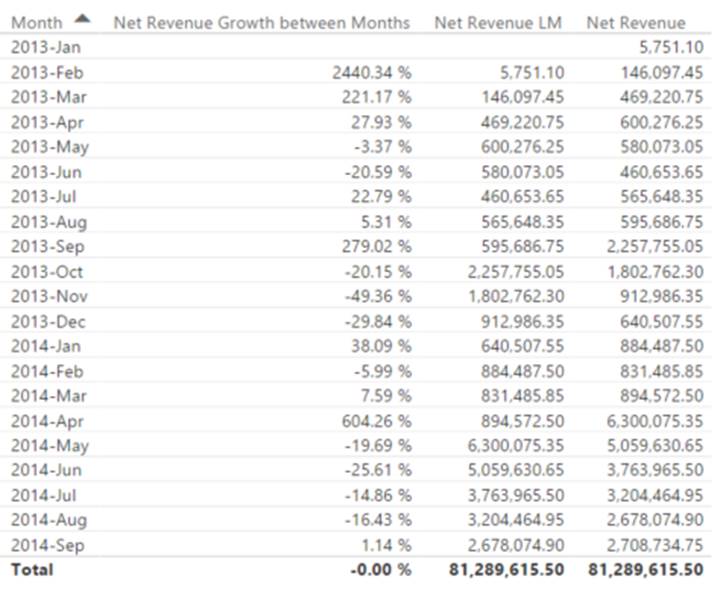 Month Net Revenue Growth between Months Net Revenue LM Net Revenue
2013-Jan 5,751.10
2013-Feb 2440.34 % 5,751.10 146,097.45
2013-Mar 221.17 % 146,097.45 469,220.75
2013-Apr 27.93 % 469,220.75 600,276.25
2013-May -3.37 % 600,276.25 580,073.05
2013-Jun -20.59 % 580,073.05 460,653.65
2013-Jul 22.79 % 460,653.65 565,648.35
2013-Aug 5.31 % 565,648.35 595,686.75
2013-Sep 279.02 % 595,686.75 2,257,755.05
2013-Oct -20.15 % 2,257,755.05 1,802,762.30
2013-Nov -49.36 % 1,802,762.30 912,986.35
2013-Dec -29.84 % 912,986.35 640,507.55
2014-Jan 38.09 % 640,507.55 884,487.50
2014-Feb -5.99 % 884,487.50 831,485.85
2014-Mar 7.59 % 831,485.85 894,572.50
2014-Apr 604.26 % 894,572.50 6,300,075.35
2014-May -19.69 % 6,300,075.35 5,059,630.65
2014-Jun -25.61 % 5,059,630.65 3,763,965.50
2014-Jul -14.86 % 3,763,965.50 3,204,464.95
2014-Aug -16.43 % 3,204,464.95 2,678,074.90
2014-Sep 1.14 % 2,678,074.90 2,708,734.75
Total -0.00 % 81,289,615.50 81,289,615.50